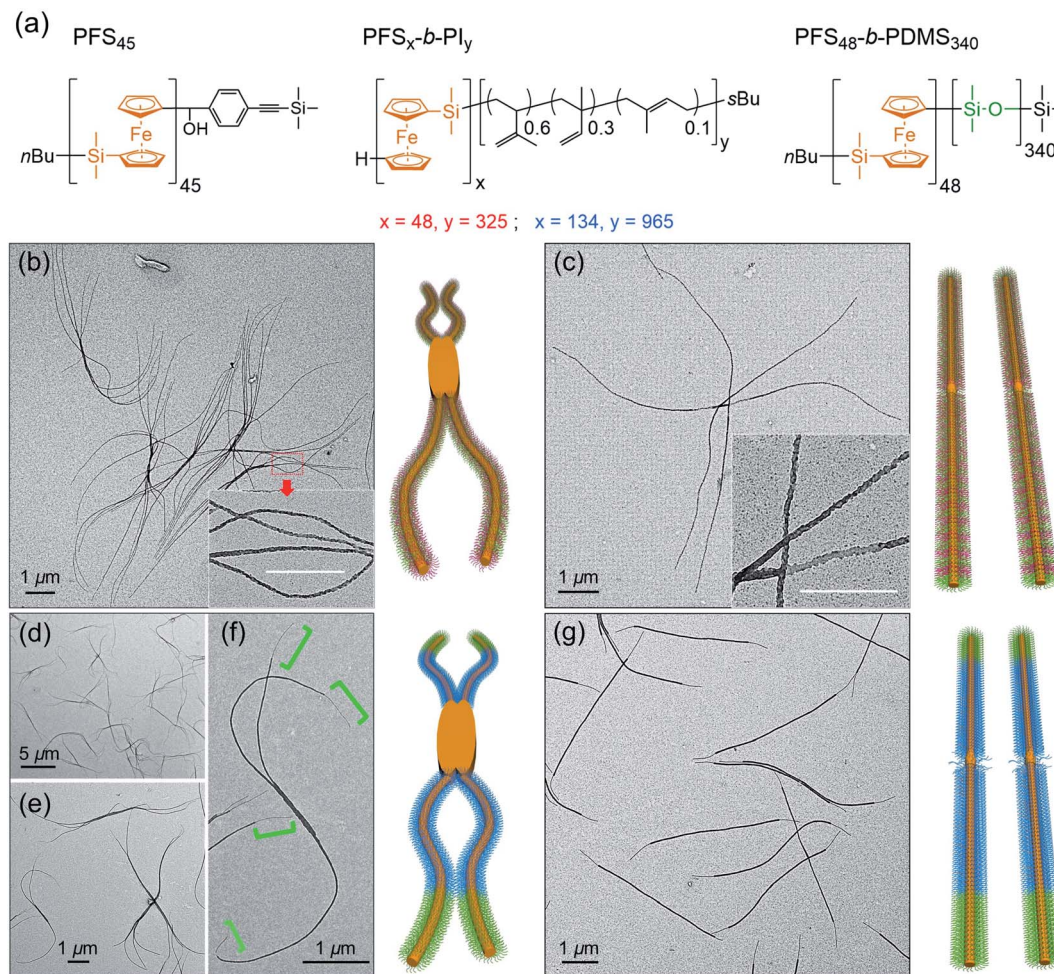 (a)
PFS45
PFSx-b-PIy
PFS48-b-PDMS340
nBu
Si
Fe
OH
Si
45
H
Fe
Si
x
0.6
0.3
0.1
y
sBu
nBu
Si
Fe
48
Si
O
340
Si
x = 48, y = 325 ; x = 134, y = 965
(b)
1 µm
(c)
1 µm
(d)
5 µm
(e)
1 µm
(f)
1 µm
(g)
1 µm